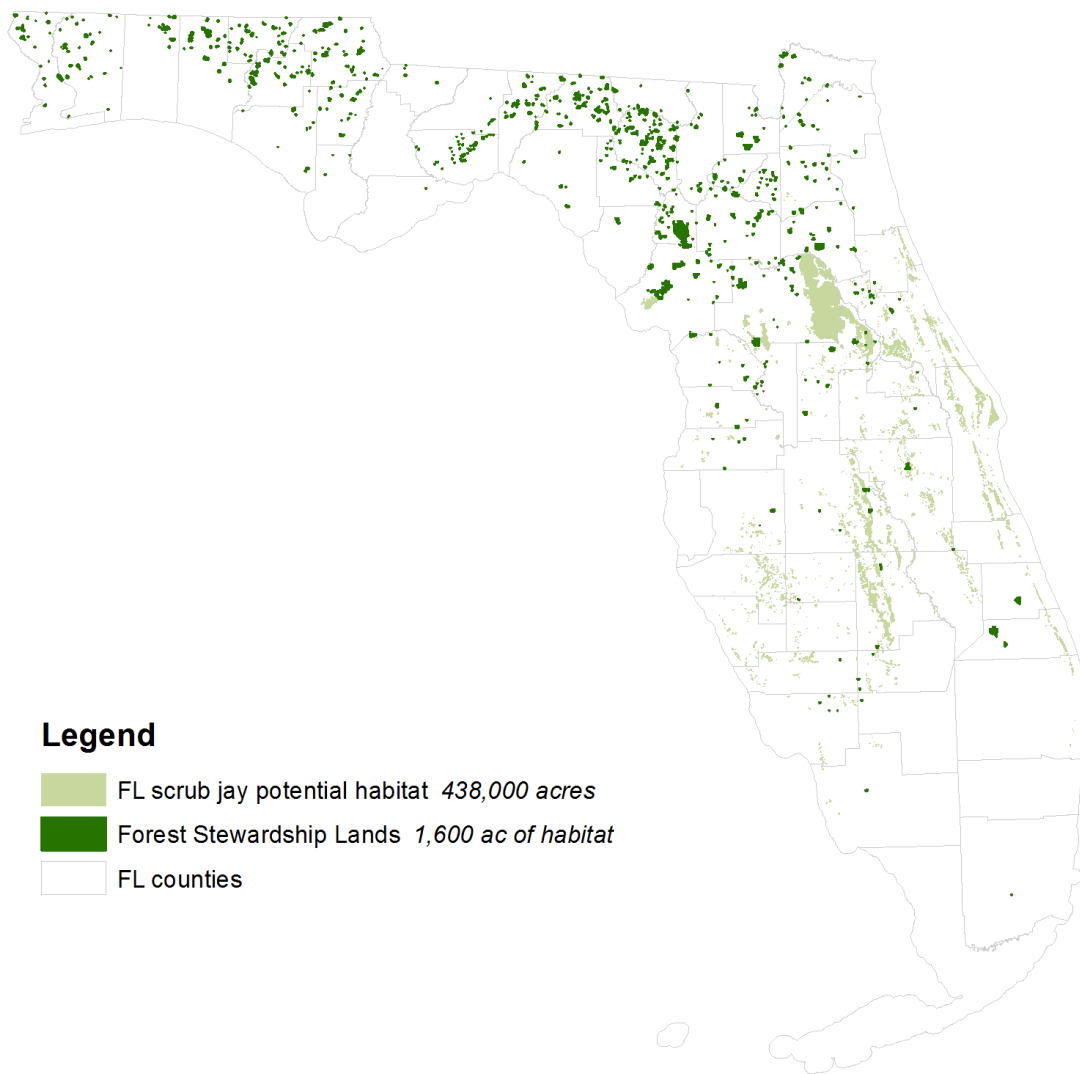 Legend
FL scrub jay potential habitat 438,000 acres
Forest Stewardship Lands 1,600 ac of habitat
FL counties